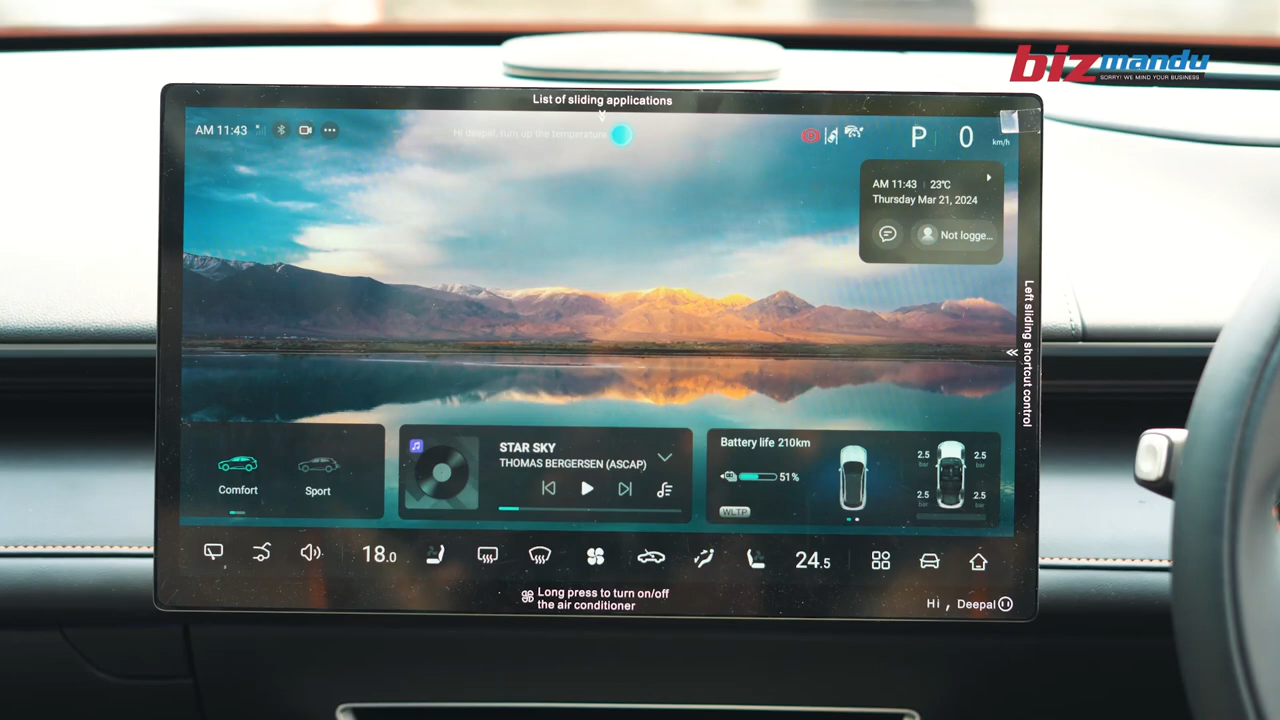 bizmandu
SORRY! WE MIND YOUR BUSINESS
List of sliding applications
AM 11:43
Hi deepal, turn up the temperature
P 0 km/h
AM 11:43 23℃
Thursday Mar 21, 2024
Not logge...
Left sliding shortcut control
Comfort
Sport
STAR SKY
THOMAS BERGERSEN (ASCAP)
Battery life 210km
51%
WLTP
2.5 bar
2.5 bar
2.5 bar
2.5 bar
18.0
24.5
Long press to turn on/off
the air conditioner
Hi , Deepal